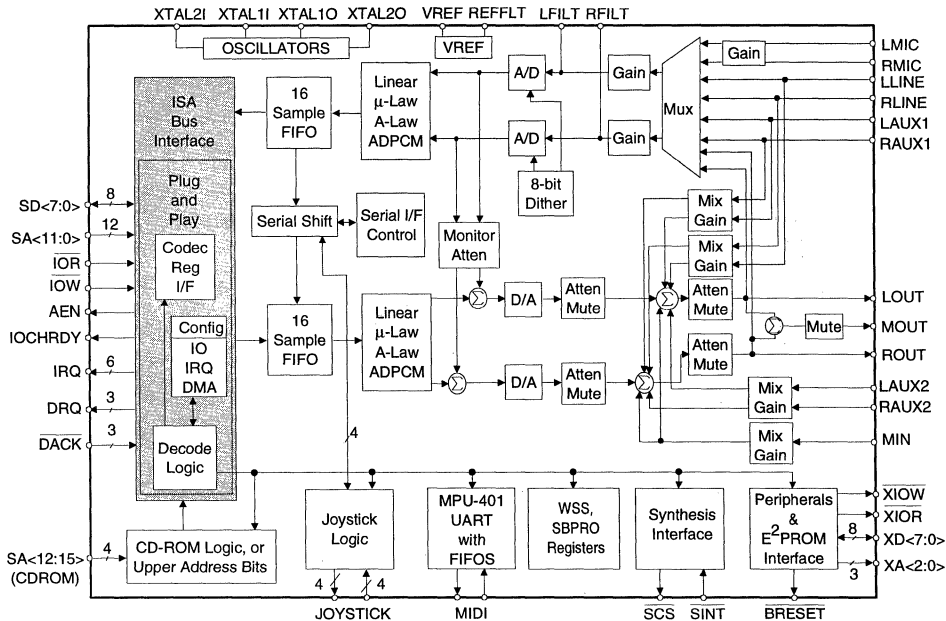 XTAL2I XTAL1I XTAL1O XTAL2O VREF REFFLT LFILT RFILT
OSCILLATORS
VREF
ISA
Bus
Interface
Plug
and
Play
Codec
Reg
I/F
Config
IO
IRQ
DMA
Decode
Logic
16
Sample
FIFO
Linear
μ-Law
A-Law
ADPCM
A/D
A/D
8-bit
Dither
Gain
Gain
Mux
Gain
LMIC
RMIC
LLINE
RLINE
LAUX1
RAUX1
Serial Shift
Serial I/F
Control
Monitor
Atten
Mix
Gain
Mix
Gain
16
Sample
FIFO
Linear
μ-Law
A-Law
ADPCM
Σ
D/A
Atten
Mute
Σ
Atten
Mute
Σ
Mute
Σ
D/A
Atten
Mute
Σ
Atten
Mute
Mix
Gain
Mix
Gain
LOUT
MOUT
ROUT
LAUX2
RAUX2
MIN
SD<7:0>
8
SA<11:0>
12
IOR
IOW
AEN
IOCHRDY
IRQ
6
DRQ
3
DACK
3
SA<12:15>
(CDROM)
4
CD-ROM Logic, or
Upper Address Bits
4
Joystick
Logic
4
4
MPU-401
UART
with
FIFOS
WSS,
SBPRO
Registers
Synthesis
Interface
Peripherals
&
E2PROM
Interface
XIOW
XIOR
8
XD<7:0>
3
XA<2:0>
JOYSTICK
MIDI
SCS
SINT
BRESET